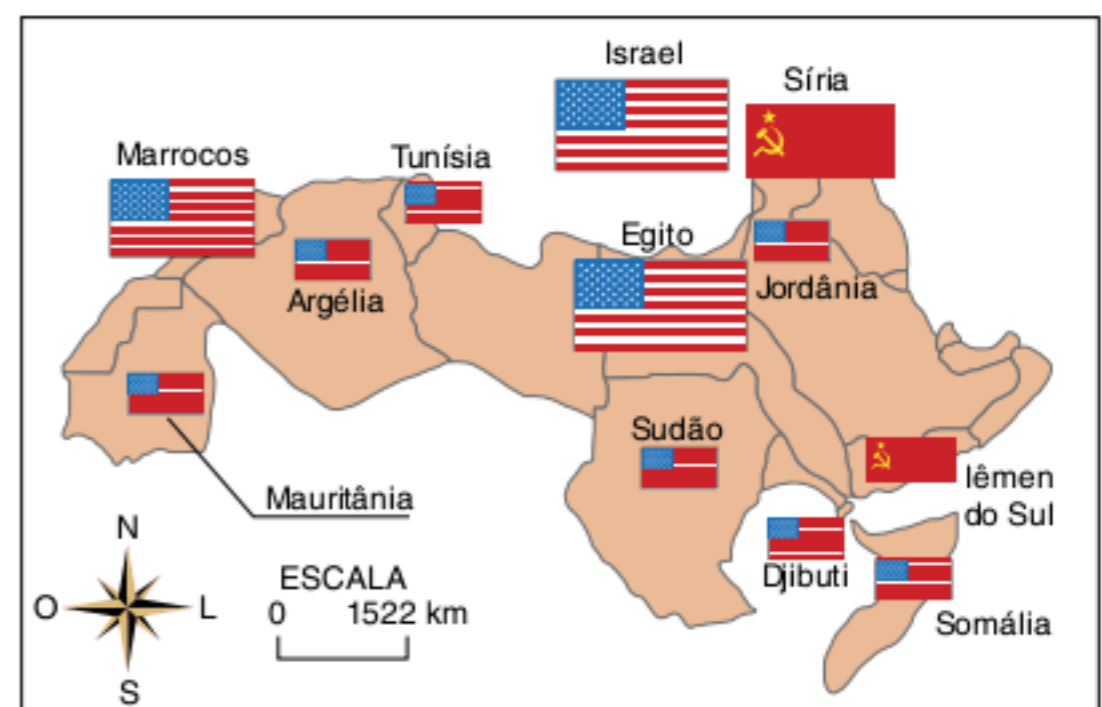 Israel
Síria
Marrocos
Tunísia
Egito
Argélia
Jordânia
Sudão
Mauritânia
Iêmen
do Sul
Djibuti
Somália
N
O
L
S
ESCALA
0 1522 km